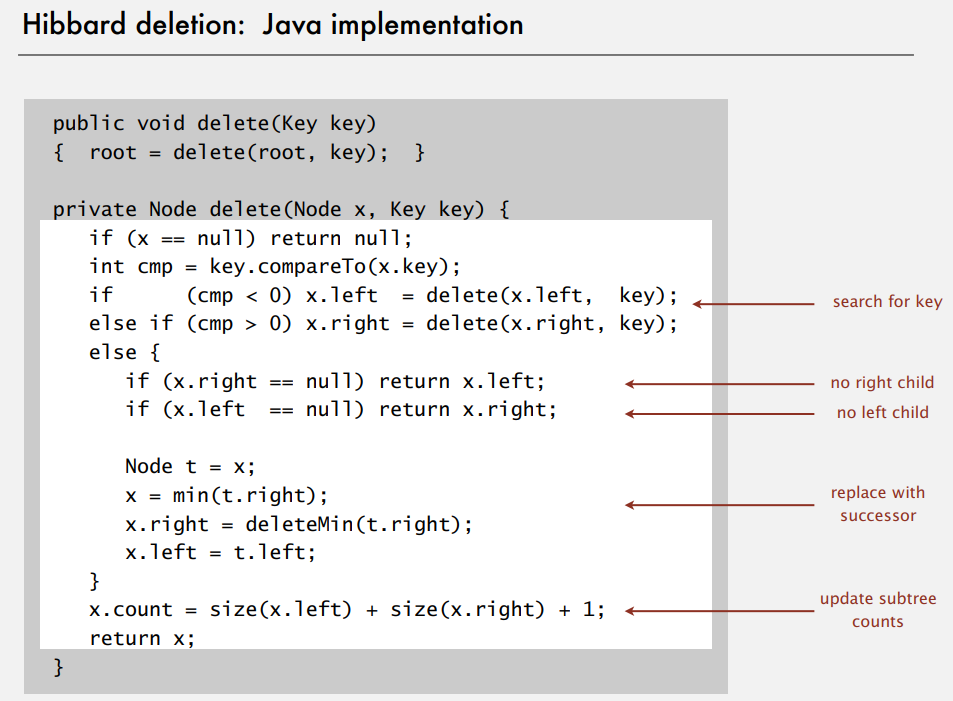 Hibbard deletion: Java implementation
public void delete(Key key)
{  root = delete(root, key);  }
private Node delete(Node x, Key key) {
   if (x == null) return null;
   int cmp = key.compareTo(x.key);
   if      (cmp < 0) x.left  = delete(x.left,  key);
search for key
   else if (cmp > 0) x.right = delete(x.right, key);
   else {
      if (x.right == null) return x.left;
no right child
      if (x.left  == null) return x.right;
no left child
      Node t = x;
      x = min(t.right);
      x.right = deleteMin(t.right);
      x.left = t.left;
replace with
successor
   }
   x.count = size(x.left) + size(x.right) + 1;
update subtree
counts
   return x;
}